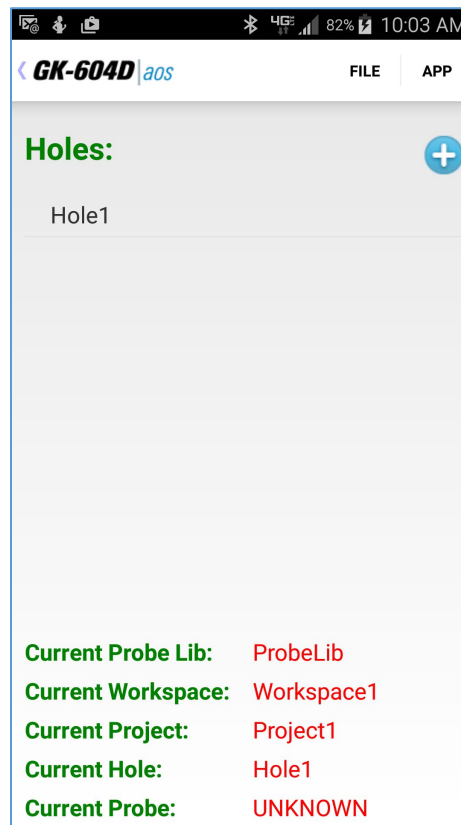 4G 82% 10:03 AM
GK-604D|aos FILE APP
Holes:
Hole1
Current Probe Lib: ProbeLib
Current Workspace: Workspace1
Current Project: Project1
Current Hole: Hole1
Current Probe: UNKNOWN